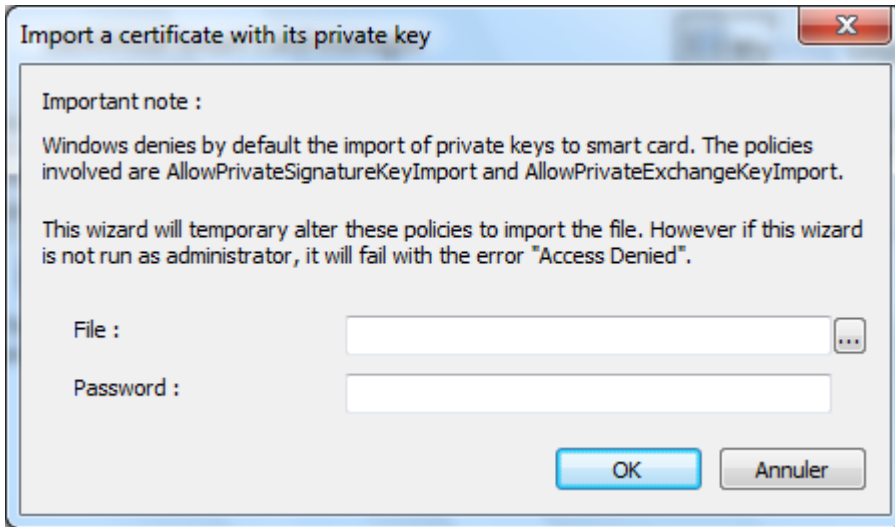 Import a certificate with its private key
Important note :
Windows denies by default the import of private keys to smart card. The policies
involved are AllowPrivateSignatureKeyImport and AllowPrivateExchangeKeyImport.
This wizard will temporary alter these policies to import the file. However if this wizard
is not run as administrator, it will fail with the error "Access Denied".
File :
...
Password :
OK
Annuler